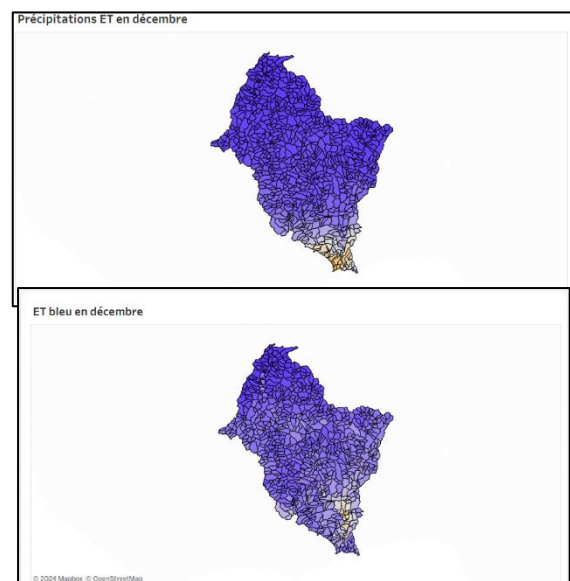 Précipitations ET en décembre
ET bleu en décembre
© 2024 Mapbox © OpenStreetMap